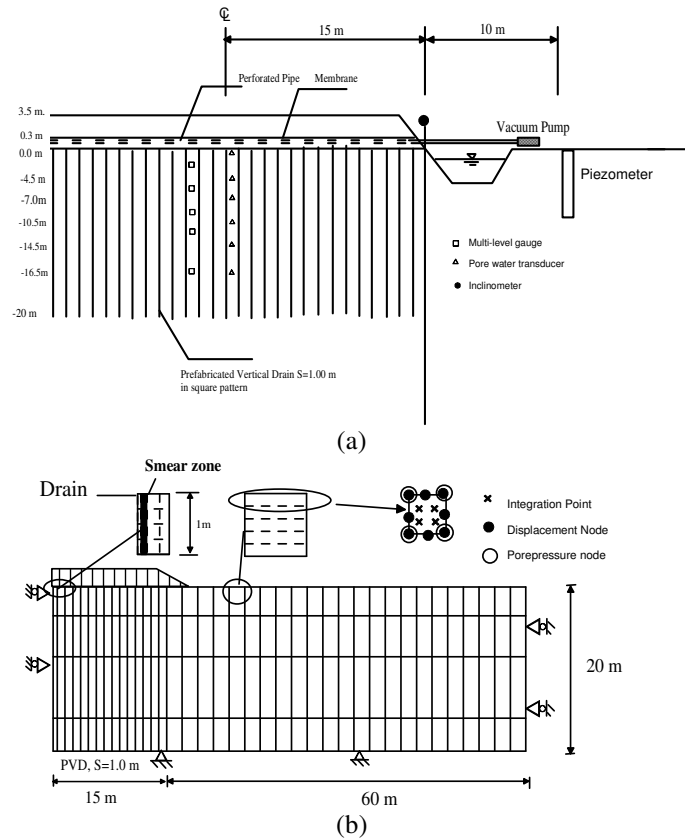 ℄
15 m
10 m
Perforated Pipe
Membrane
3.5 m.
0.3 m
0.0 m
-4.5m
-7.0m
-10.5m
-14.5m
-16.5m
-20 m
Vacuum Pump
Piezometer
Multi-level gauge
Pore water transducer
Inclinometer
Prefabricated Vertical Drain S=1.00 m
in square pattern
(a)
Smear zone
Drain
1m
Integration Point
Displacement Node
Porepressure node
20 m
PVD, S=1.0 m
15 m
60 m
(b)